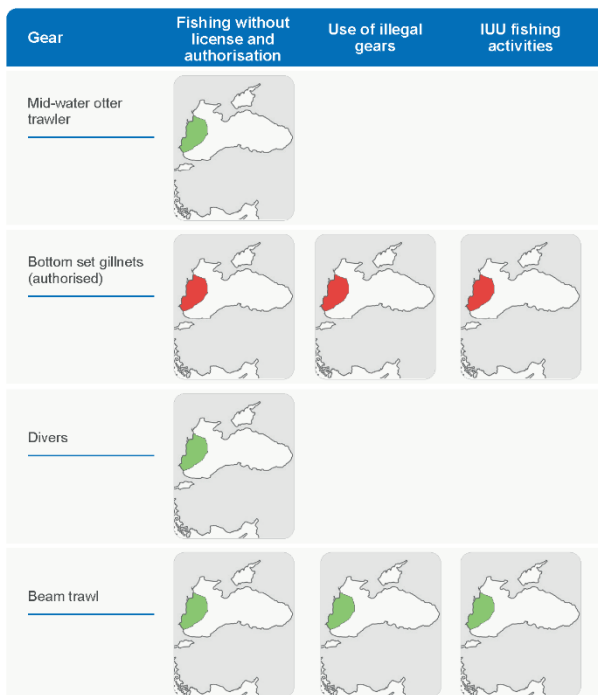 Gear
Fishing without
license and
authorisation
Use of illegal
gears
IUU fishing
activities
Mid-water otter
trawler
Bottom set gillnets
(authorised)
Divers
Beam trawl